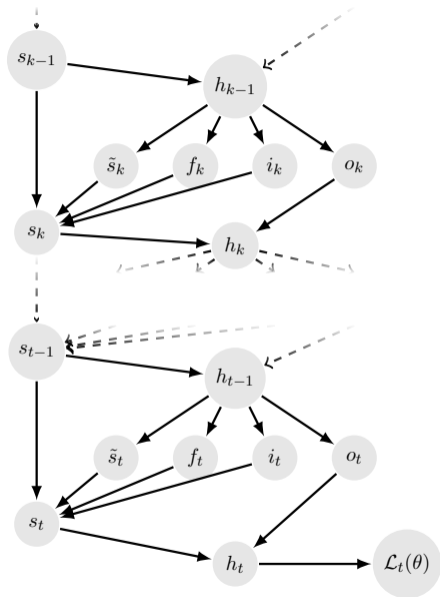 s_{k−1}
h_{k−1}
s̃_k f_k i_k o_k
s_k
h_k
s_{t−1}
h_{t−1}
s̃_t f_t i_t o_t
s_t
h_t ℒ_t(θ)